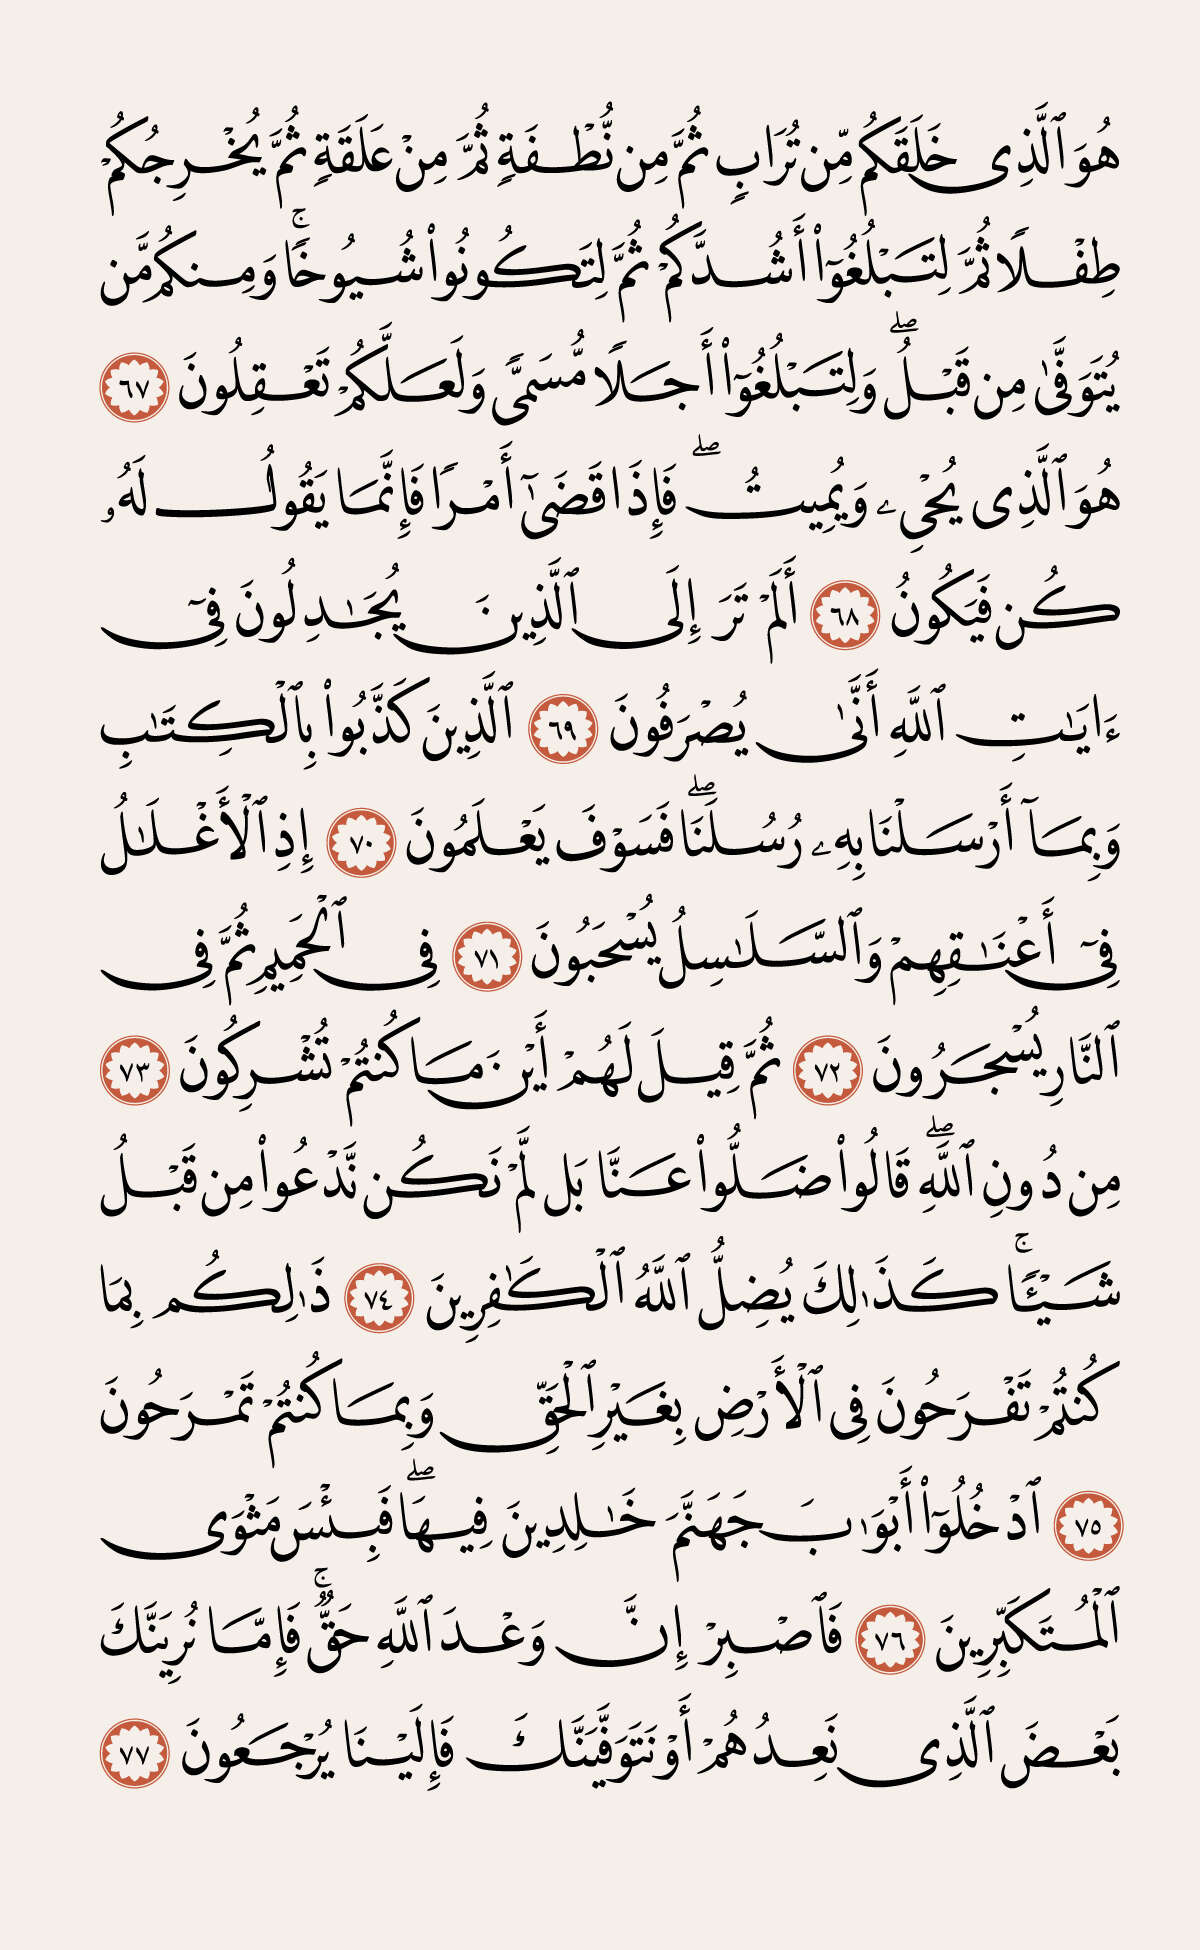 هُوَ ٱلَّذِى خَلَقَكُم مِّن تُرَابٍ ثُمَّ مِن نُّطْفَةٍ ثُمَّ مِنْ عَلَقَةٍ ثُمَّ يُخْرِجُكُمْ
طِفْلًا ثُمَّ لِتَبْلُغُوٓا۟ أَشُدَّكُمْ ثُمَّ لِتَكُونُوا۟ شُيُوخًا ۚ وَمِنكُم مَّن
يُتَوَفَّىٰ مِن قَبْلُ ۖ وَلِتَبْلُغُوٓا۟ أَجَلًا مُّسَمًّى وَلَعَلَّكُمْ تَعْقِلُونَ ٦٧
هُوَ ٱلَّذِى يُحْىِۦ وَيُمِيتُ ۖ فَإِذَا قَضَىٰٓ أَمْرًا فَإِنَّمَا يَقُولُ لَهُۥ
كُن فَيَكُونُ ٦٨ أَلَمْ تَرَ إِلَى ٱلَّذِينَ يُجَـٰدِلُونَ فِىٓ
ءَايَـٰتِ ٱللَّهِ أَنَّىٰ يُصْرَفُونَ ٦٩ ٱلَّذِينَ كَذَّبُوا۟ بِٱلْكِتَـٰبِ
وَبِمَآ أَرْسَلْنَا بِهِۦ رُسُلَنَا ۖ فَسَوْفَ يَعْلَمُونَ ٧٠ إِذِ ٱلْأَغْلَـٰلُ
فِىٓ أَعْنَـٰقِهِمْ وَٱلسَّلَـٰسِلُ يُسْحَبُونَ ٧١ فِى ٱلْحَمِيمِ ثُمَّ فِى
ٱلنَّارِ يُسْجَرُونَ ٧٢ ثُمَّ قِيلَ لَهُمْ أَيْنَ مَا كُنتُمْ تُشْرِكُونَ ٧٣
مِن دُونِ ٱللَّهِ ۖ قَالُوا۟ ضَلُّوا۟ عَنَّا بَل لَّمْ نَكُن نَّدْعُوا۟ مِن قَبْلُ
شَيْـًٔا ۚ كَذَٰلِكَ يُضِلُّ ٱللَّهُ ٱلْكَـٰفِرِينَ ٧٤ ذَٰلِكُم بِمَا
كُنتُمْ تَفْرَحُونَ فِى ٱلْأَرْضِ بِغَيْرِ ٱلْحَقِّ وَبِمَا كُنتُمْ تَمْرَحُونَ
٧٥ ٱدْخُلُوٓا۟ أَبْوَٰبَ جَهَنَّمَ خَـٰلِدِينَ فِيهَا ۖ فَبِئْسَ مَثْوَى
ٱلْمُتَكَبِّرِينَ ٧٦ فَٱصْبِرْ إِنَّ وَعْدَ ٱللَّهِ حَقٌّ ۚ فَإِمَّا نُرِيَنَّكَ
بَعْضَ ٱلَّذِى نَعِدُهُمْ أَوْ نَتَوَفَّيَنَّكَ فَإِلَيْنَا يُرْجَعُونَ ٧٧